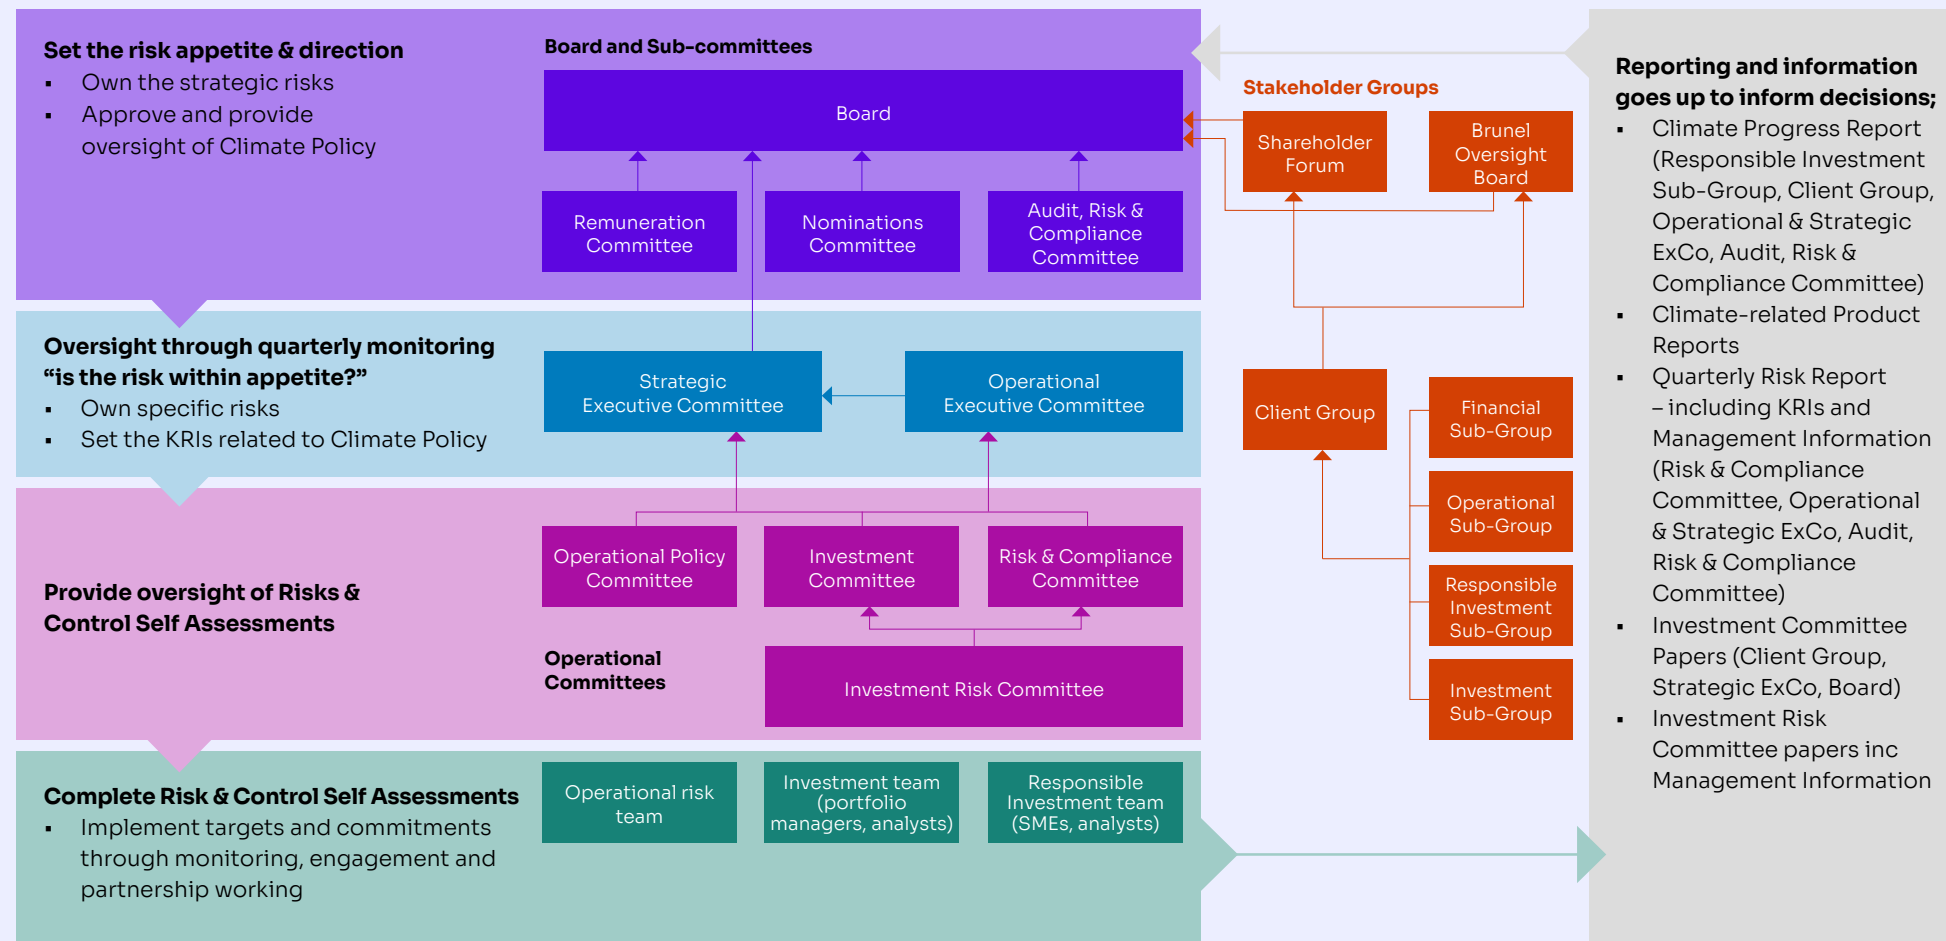 Set the risk appetite & direction
▪ Own the strategic risks
▪ Approve and provide
oversight of Climate Policy
Board and Sub-committees
Board
Remuneration
Committee
Nominations
Committee
Audit, Risk &
Compliance
Committee
Oversight through quarterly monitoring
“is the risk within appetite?”
▪ Own specific risks
▪ Set the KRIs related to Climate Policy
Strategic
Executive Committee
Operational
Executive Committee
Provide oversight of Risks &
Control Self Assessments
Operational Policy
Committee
Investment
Committee
Risk & Compliance
Committee
Operational
Committees
Investment Risk Committee
Complete Risk & Control Self Assessments
▪ Implement targets and commitments
through monitoring, engagement and
partnership working
Operational risk
team
Investment team
(portfolio
managers, analysts)
Responsible
Investment team
(SMEs, analysts)
Stakeholder Groups
Shareholder
Forum
Brunel
Oversight
Board
Client Group
Financial
Sub-Group
Operational
Sub-Group
Responsible
Investment
Sub-Group
Investment
Sub-Group
Reporting and information
goes up to inform decisions;
▪ Climate Progress Report
(Responsible Investment
Sub-Group, Client Group,
Operational & Strategic
ExCo, Audit, Risk &
Compliance Committee)
▪ Climate-related Product
Reports
▪ Quarterly Risk Report
– including KRIs and
Management Information
(Risk & Compliance
Committee, Operational
& Strategic ExCo, Audit,
Risk & Compliance
Committee)
▪ Investment Committee
Papers (Client Group,
Strategic ExCo, Board)
▪ Investment Risk
Committee papers inc
Management Information